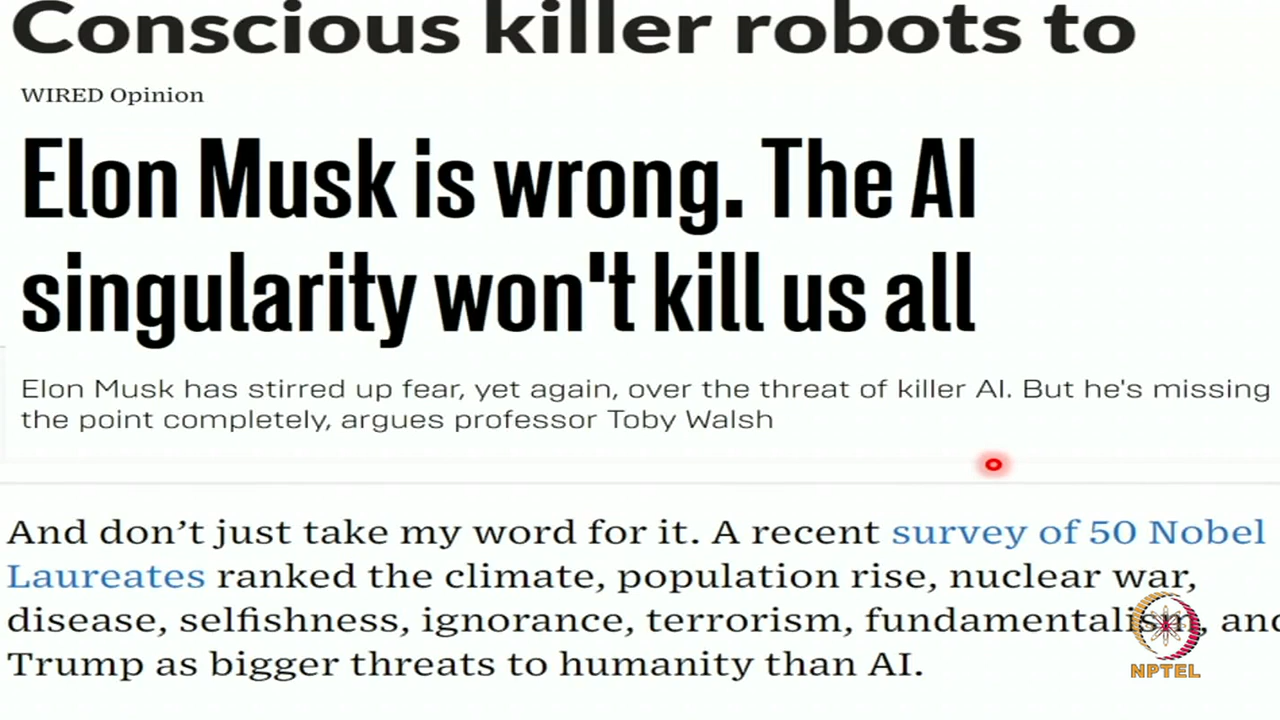 Conscious killer robots to
WIRED Opinion
Elon Musk is wrong. The AI
singularity won't kill us all
Elon Musk has stirred up fear, yet again, over the threat of killer AI. But he's missing
the point completely, argues professor Toby Walsh
And don’t just take my word for it. A recent survey of 50 Nobel
Laureates ranked the climate, population rise, nuclear war,
disease, selfishness, ignorance, terrorism, fundamentalism, and
Trump as bigger threats to humanity than AI.
NPTEL